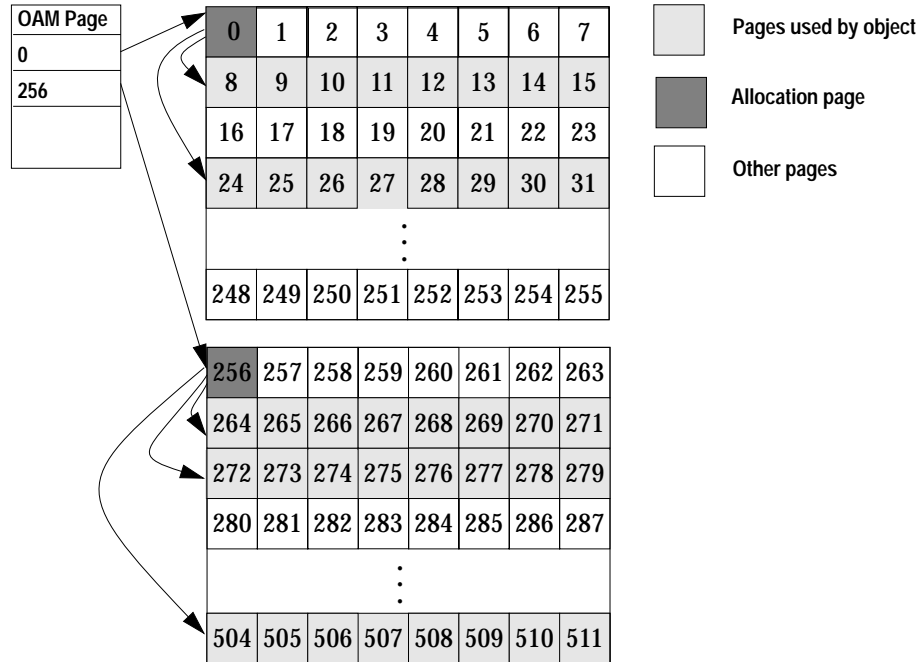 OAM Page
0
256
0 1 2 3 4 5 6 7
8 9 10 11 12 13 14 15
16 17 18 19 20 21 22 23
24 25 26 27 28 29 30 31
248 249 250 251 252 253 254 255
256 257 258 259 260 261 262 263
264 265 266 267 268 269 270 271
272 273 274 275 276 277 278 279
280 281 282 283 284 285 286 287
504 505 506 507 508 509 510 511
Pages used by object
Allocation page
Other pages